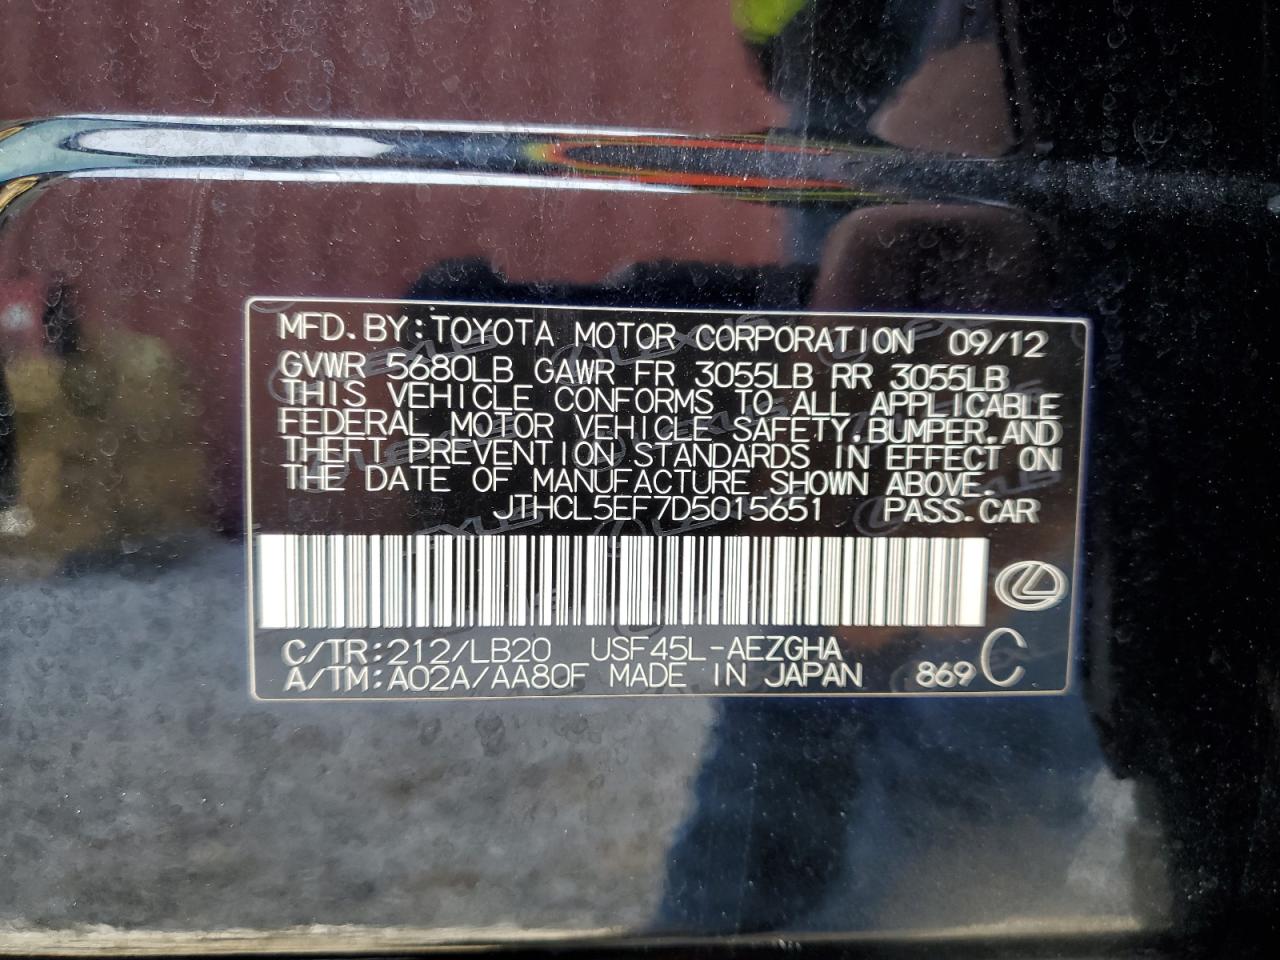 MFD.BY:TOYOTA MOTOR CORPORATION 09/12
GVWR 5680LB GAWR FR 3055LB RR 3055LB
THIS VEHICLE CONFORMS TO ALL APPLICABLE
FEDERAL MOTOR VEHICLE SAFETY.BUMPER.AND
THEFT PREVENTION STANDARDS IN EFFECT ON
THE DATE OF MANUFACTURE SHOWN ABOVE.
JTHCL5EF7D5015651 PASS.CAR
C/TR:212/LB20 USF45L-AEZGHA
A/TM:A02A/AA80F MADE IN JAPAN 869 C